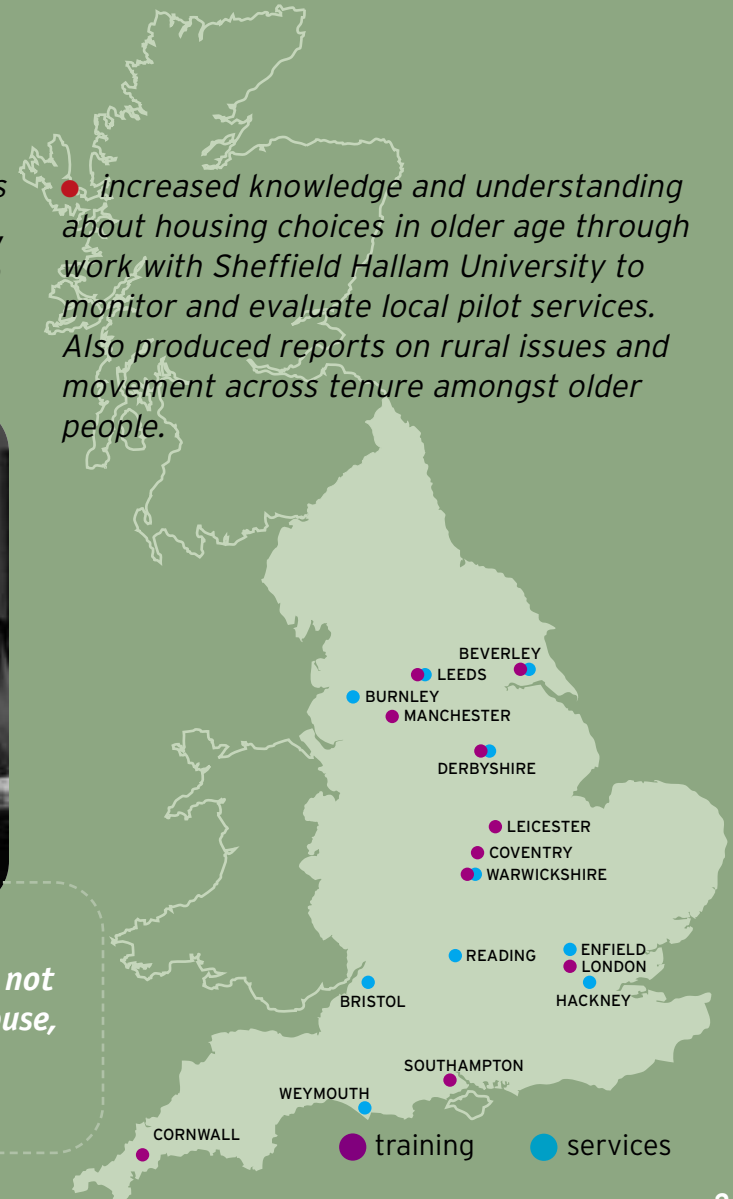 s
,
● increased knowledge and understanding
about housing choices in older age through
work with Sheffield Hallam University to
monitor and evaluate local pilot services.
Also produced reports on rural issues and
movement across tenure amongst older
people.
BEVERLEY
LEEDS
BURNLEY
MANCHESTER
DERBYSHIRE
LEICESTER
COVENTRY
WARWICKSHIRE
READING
ENFIELD
LONDON
HACKNEY
BRISTOL
SOUTHAMPTON
WEYMOUTH
CORNWALL
not
ouse,
training services